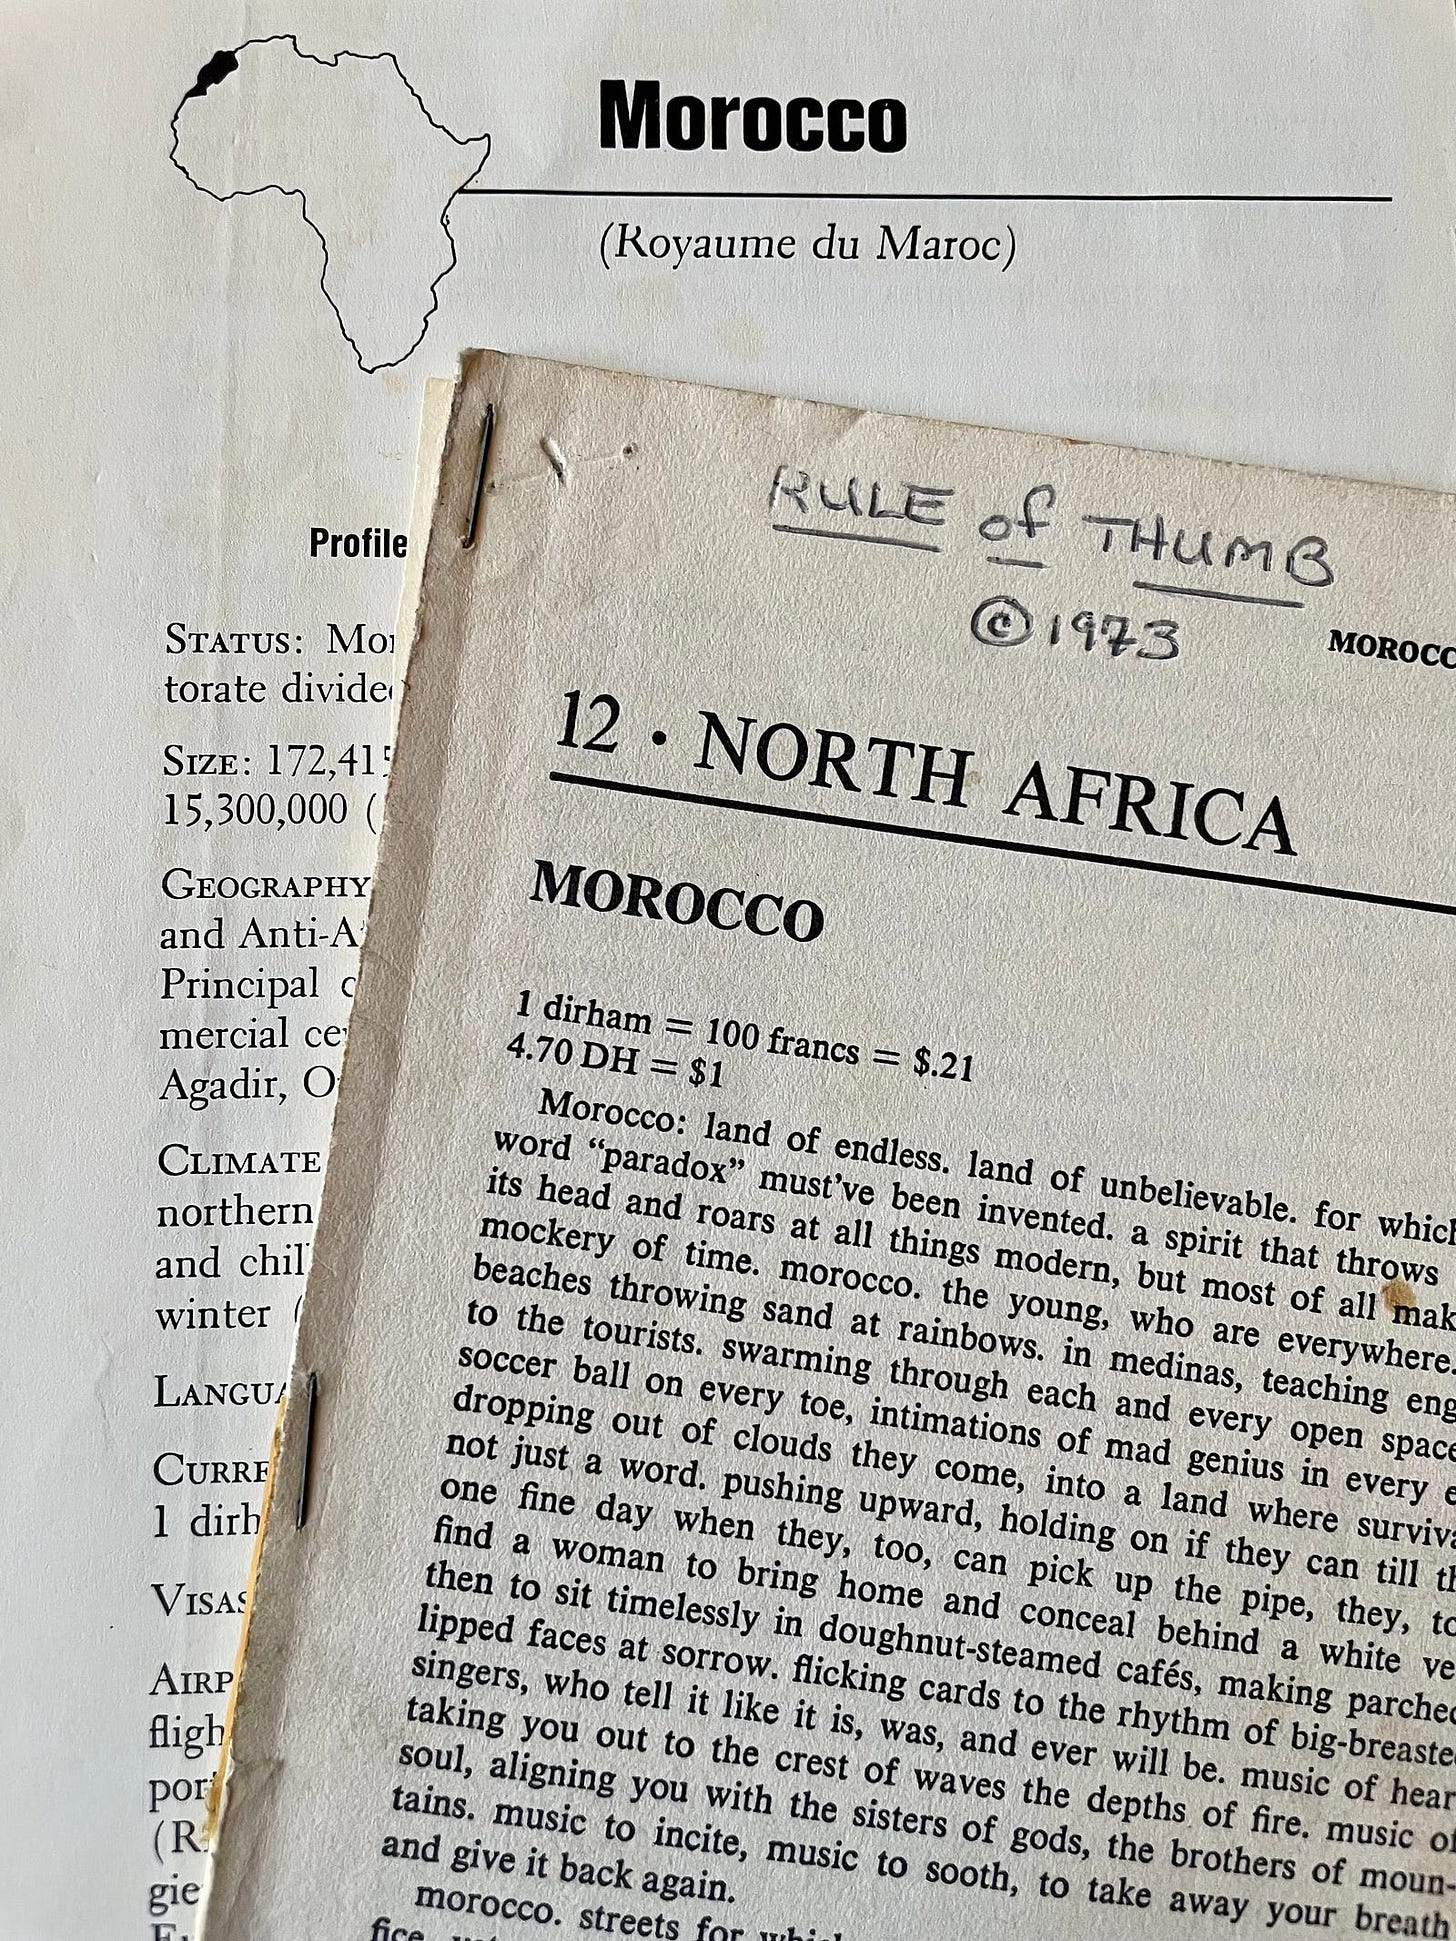 Morocco
(Royaume du Maroc)
Profile
STATUS:
torate
SIZE: 172,415
15,300,000 (
GEOGRAPHY
and
Principal
mercial
Agadir,
CLIMATE
northern
and
winter (
1
RULE of THUMB
©1973
12 · NORTH AFRICA
MOROCCO
1 dirham = 100 francs = $.21
4.70 DH = $1
Morocco: land of endless. land of unbelievable. for which
word “paradox” must’ve been invented. a spirit that throws
its head and roars at all things modern, but most of all
mockery of time. morocco. the young, who are everywhere.
beaches throwing sand at rainbows. in medinas, teaching
to the tourists. swarming through each and every open
soccer ball on every toe, intimations of mad genius in every
dropping out of clouds they come, into a land where
not just a word. pushing upward, holding on if they can till
one fine day when they, too, can pick up the pipe, they,
find a woman to bring home and conceal behind a white
then to sit timelessly in doughnut-steamed cafés, making
lipped faces at sorrow. flicking cards to the rhythm of
singers, who tell it like it is, was, and ever will be. music of
taking you out to the crest of waves the depths of fire. music
soul, aligning you with the sisters of gods, the brothers of moun-
tains. music to incite, music to sooth, to take away your breath
and give it back again.
morocco. streets for